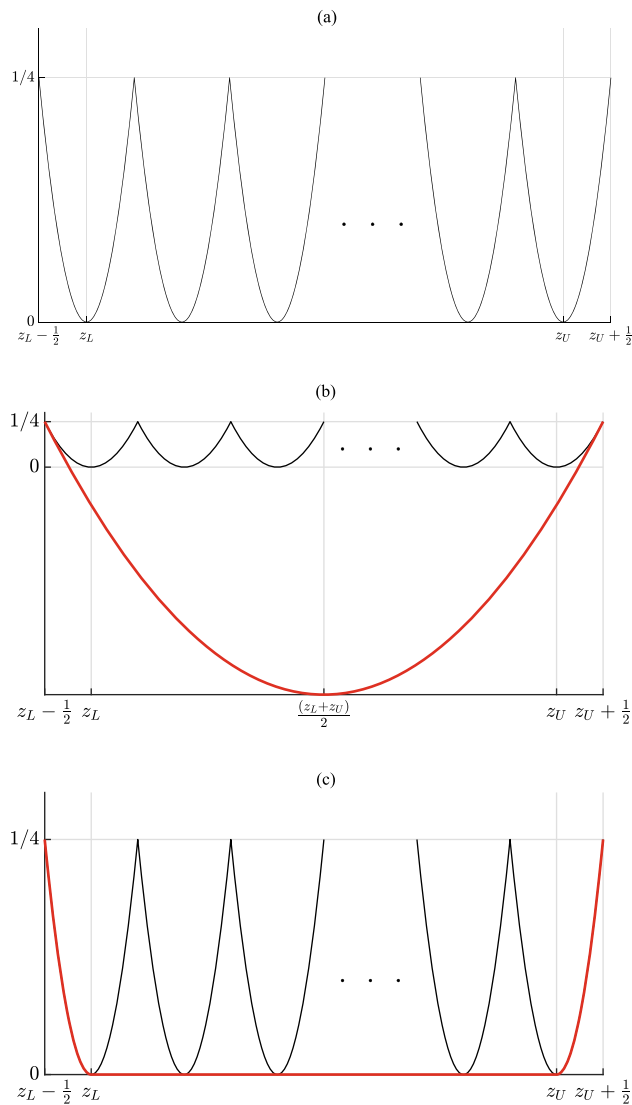 (a)
1/4
0
z_L − 1/2 z_L z_U z_U + 1/2
(b)
1/4
0
z_L − 1/2 z_L (z_L+z_U)/2 z_U z_U + 1/2
(c)
1/4
0
z_L − 1/2 z_L z_U z_U + 1/2